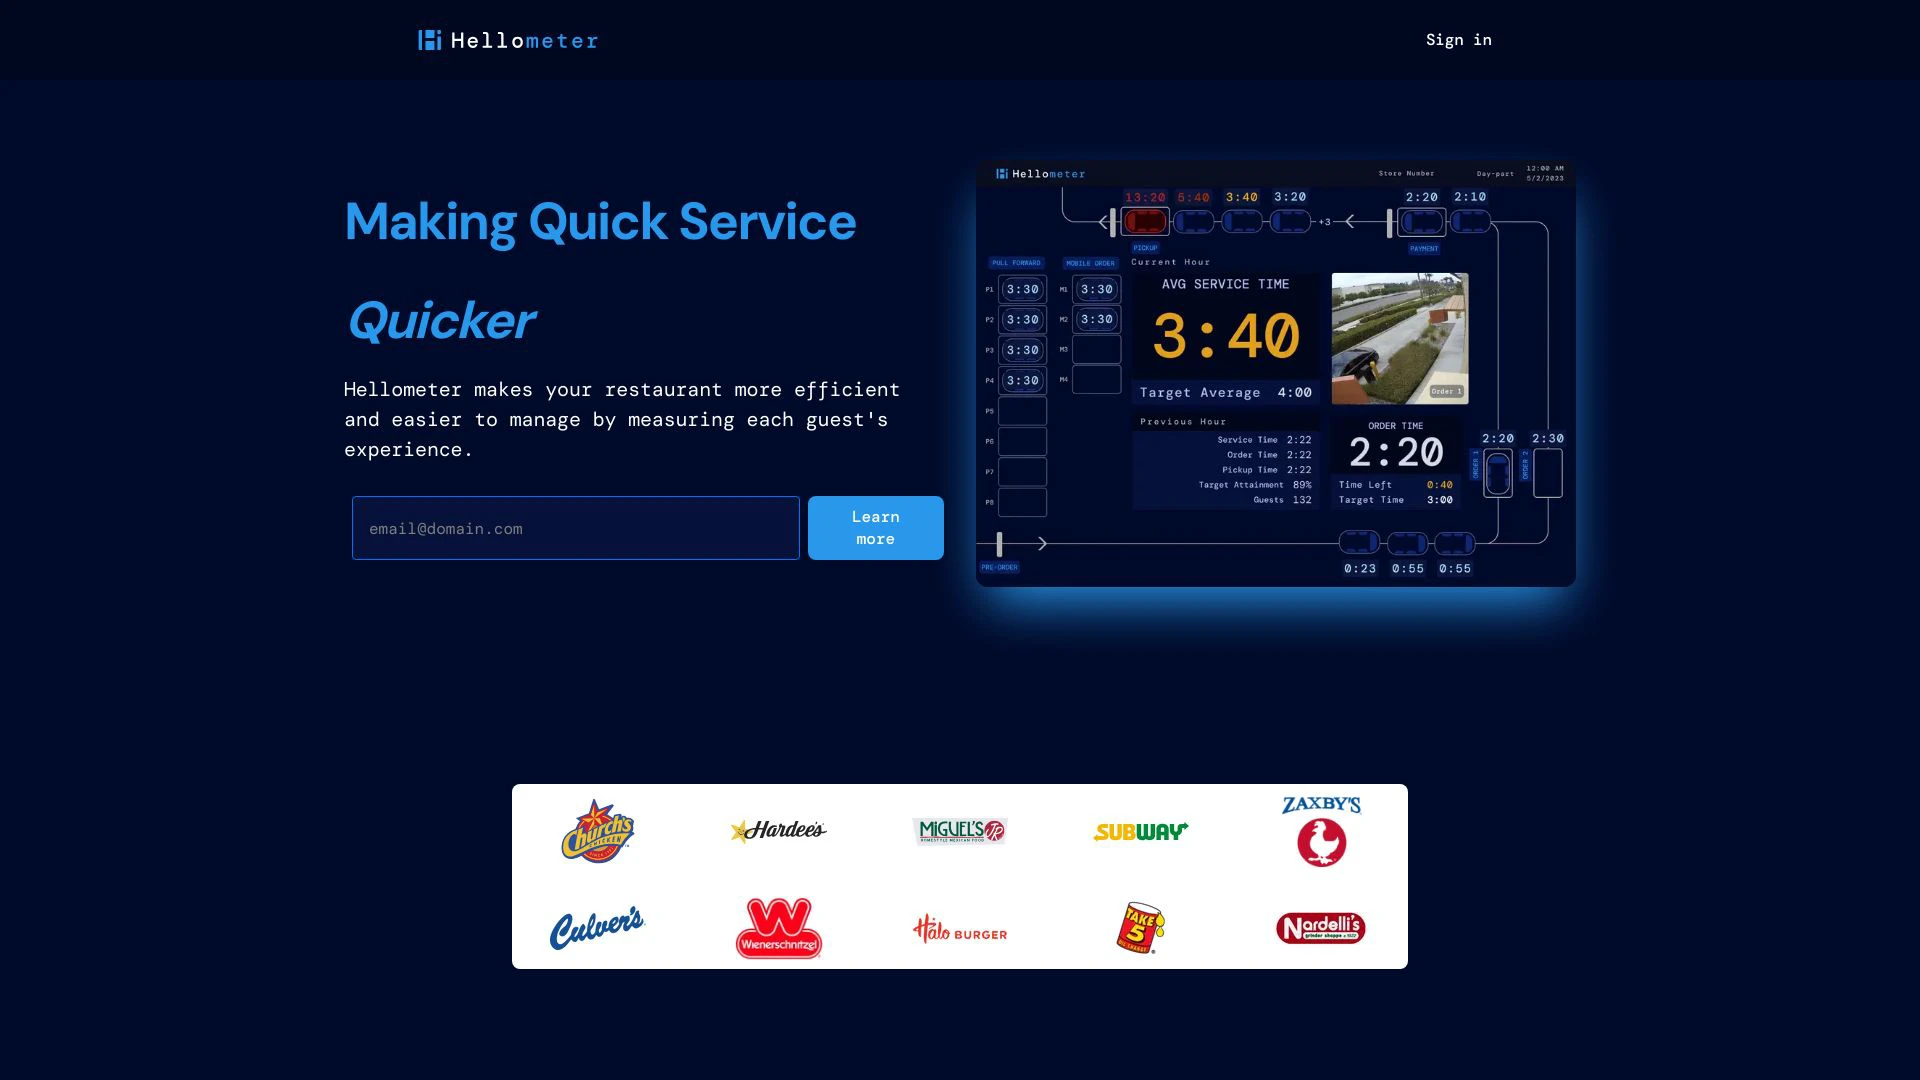 Hellometer
Sign in
Making Quick Service
Quicker
Hellometer makes your restaurant more efficient
and easier to manage by measuring each guest's
experience.
email@domain.com
Learn
more
Hellometer
Store Number
Day-part
12:00 AM
5/2/2023
13:20
5:40
3:40
3:20
2:20
2:10
+3
PICKUP
PAYMENT
PULL FORWARD
MOBILE ORDER
Current Hour
P1 3:30
M1 3:30
P2 3:30
M2 3:30
P3 3:30
M3
P4 3:30
M4
P5
P6
P7
P8
AVG SERVICE TIME
3:40
Target Average 4:00
Order 1
Previous Hour
Service Time 2:22
Order Time 2:22
Pickup Time 2:22
Target Attainment 89%
Guests 132
ORDER TIME
2:20
Time Left 0:40
Target Time 3:00
2:20
2:30
ORDER 1
ORDER 2
PRE-ORDER
0:23
0:55
0:55
Church's
CHICKEN
SINCE 1952
Hardee's
MiGUEL'S JR
HOMESTYLE MEXICAN FOOD
SUBWAY
ZAXBY'S
Culver's
W
Wienerschnitzel
Halo BURGER
TAKE
5
OIL CHANGE
Nardelli's
grinder shoppe